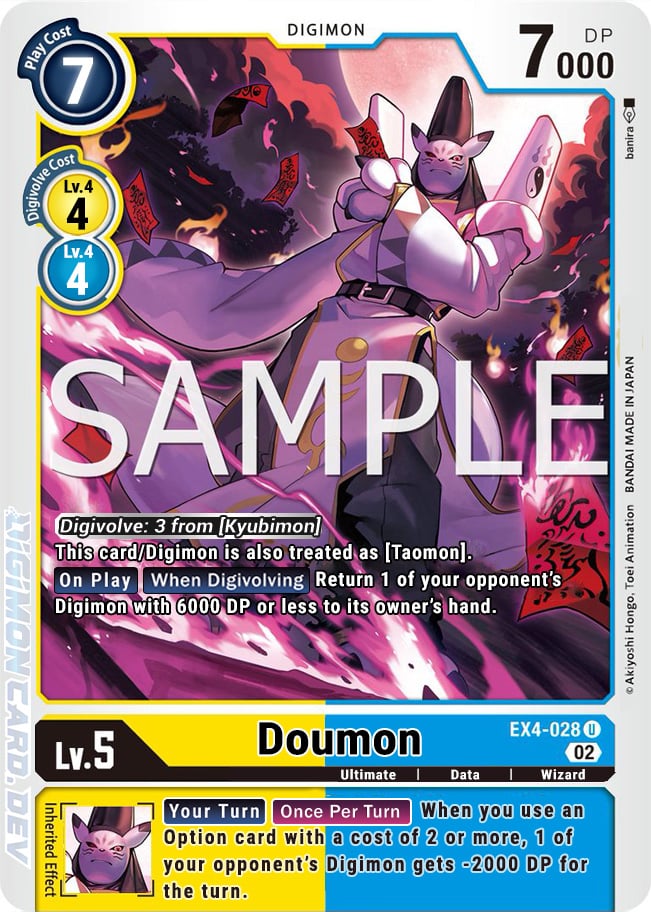 DIGIMON
Play Cost
7
7000
DP
Digivolve Cost
Lv.4
4
Lv.4
4
banira
SAMPLE
Digivolve: 3 from [Kyubimon]
This card/Digimon is also treated as [Taomon].
On Play When Digivolving Return 1 of your opponent's
Digimon with 6000 DP or less to its owner's hand.
© Akiyoshi Hongo, Toei Animation BANDAI MADE IN JAPAN
DIGIMONCARD.DEV
Lv.5
Doumon
EX4-028 U
02
Ultimate | Data | Wizard
Inherited Effect
Your Turn Once Per Turn When you use an
Option card with a cost of 2 or more, 1 of
your opponent's Digimon gets -2000 DP for
the turn.